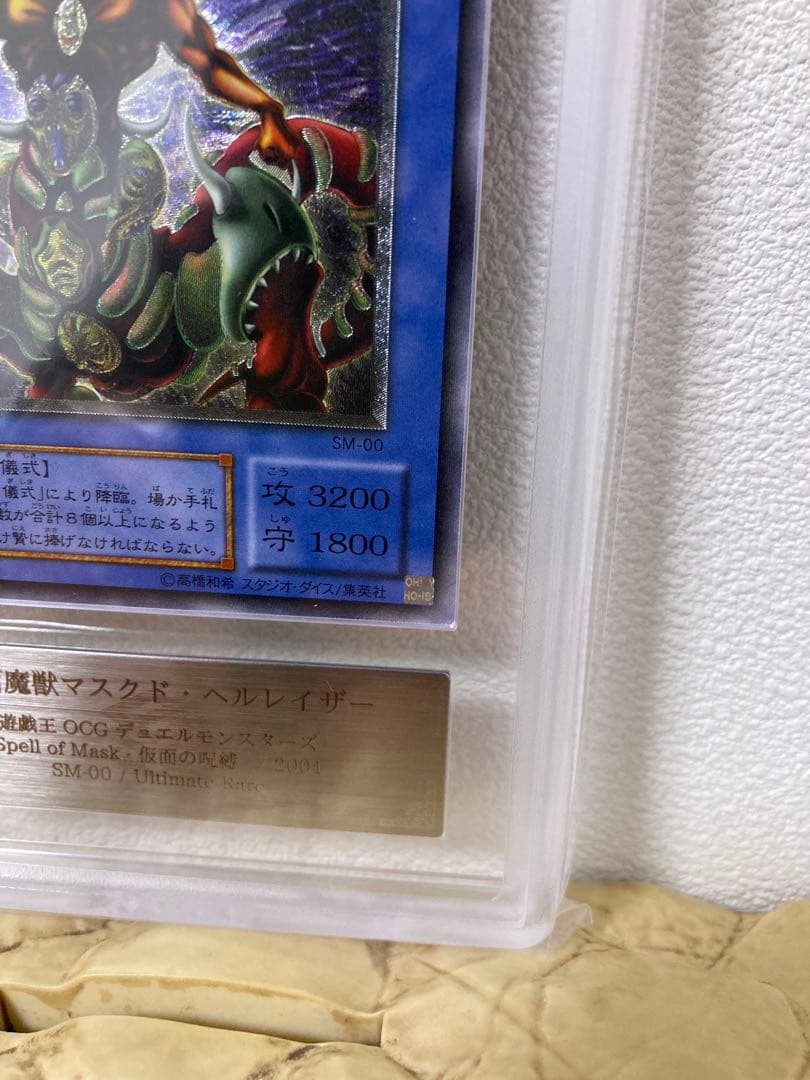 SM-00
儀式】
儀式」により降臨。場か手札
数が合計8個以上になるよう
け贄に捧げなければならない。
攻 3200
守 1800
©高橋和希 スタジオ・ダイス/集英社
魔獣マスクド・ヘルレイザー
遊戯王 OCG デュエルモンスターズ
Spell of Mask - 仮面の呪縛
SM-00 / Ultimate Rare